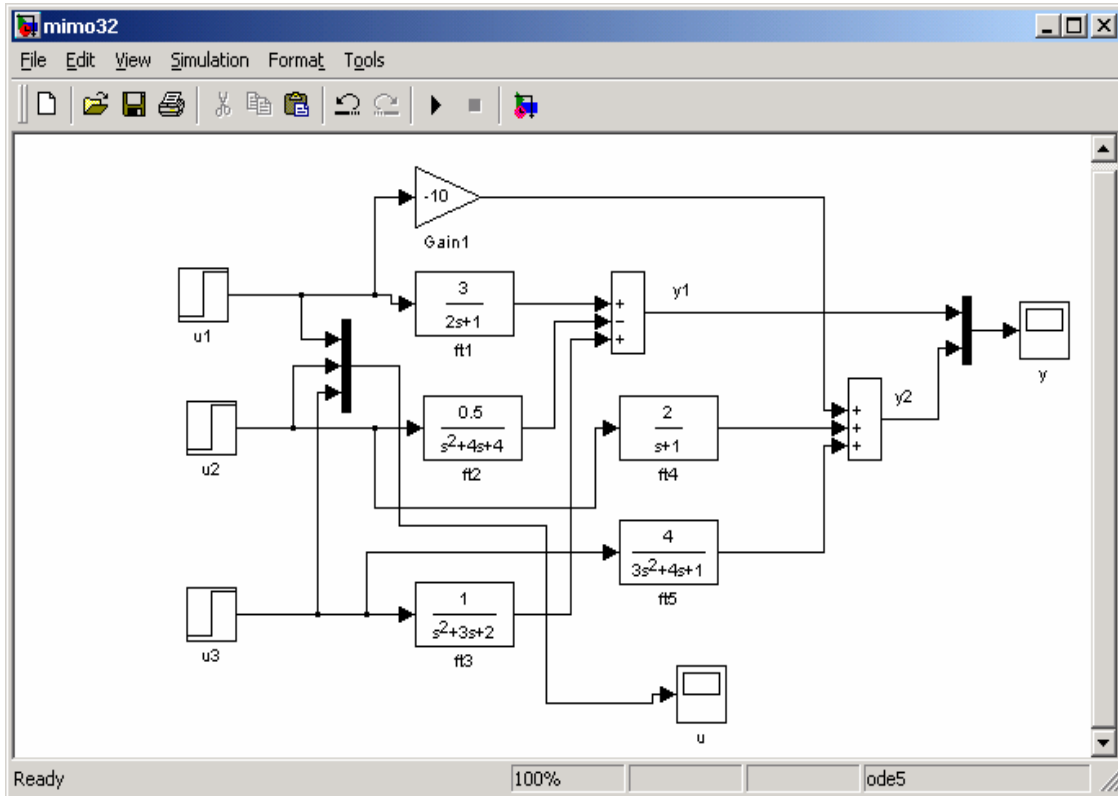 mimo32
File Edit View Simulation Format Tools
-10
Gain1
u1
3
2s+1
ft1
+
−
+
y1
y
u2
0.5
s²+4s+4
ft2
2
s+1
ft4
+
+
+
y2
4
3s²+4s+1
ft5
u3
1
s²+3s+2
ft3
u
Ready 100% ode5